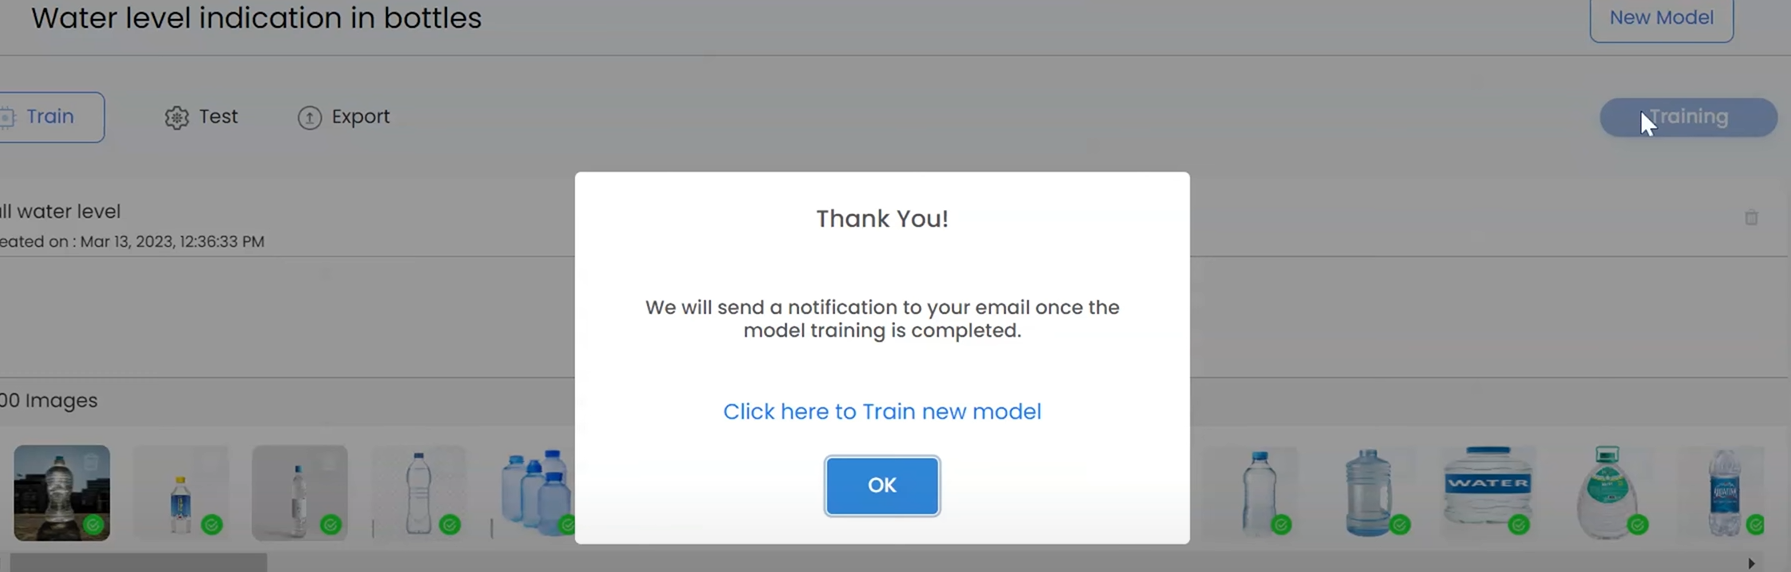 Water level indication in bottles
New Model
Train
Test
Export
Training
ll water level
eated on : Mar 13, 2023, 12:36:33 PM
Thank You!
We will send a notification to your email once the
model training is completed.
Click here to Train new model
OK
00 Images
WATER